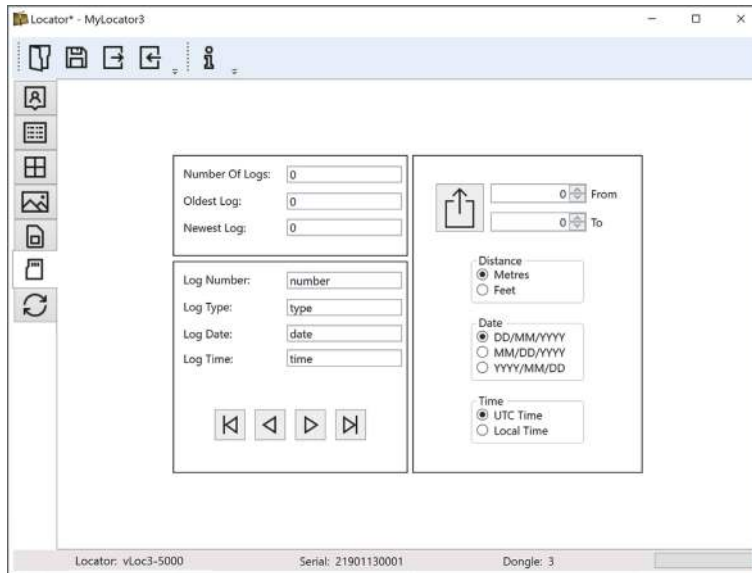 Locator* - MyLocator3
Number Of Logs: 0
Oldest Log: 0
Newest Log: 0
Log Number: number
Log Type: type
Log Date: date
Log Time: time
0 From
0 To
Distance
Metres
Feet
Date
DD/MM/YYYY
MM/DD/YYYY
YYYY/MM/DD
Time
UTC Time
Local Time
Locator: vLoc3-5000 Serial: 21901130001 Dongle: 3